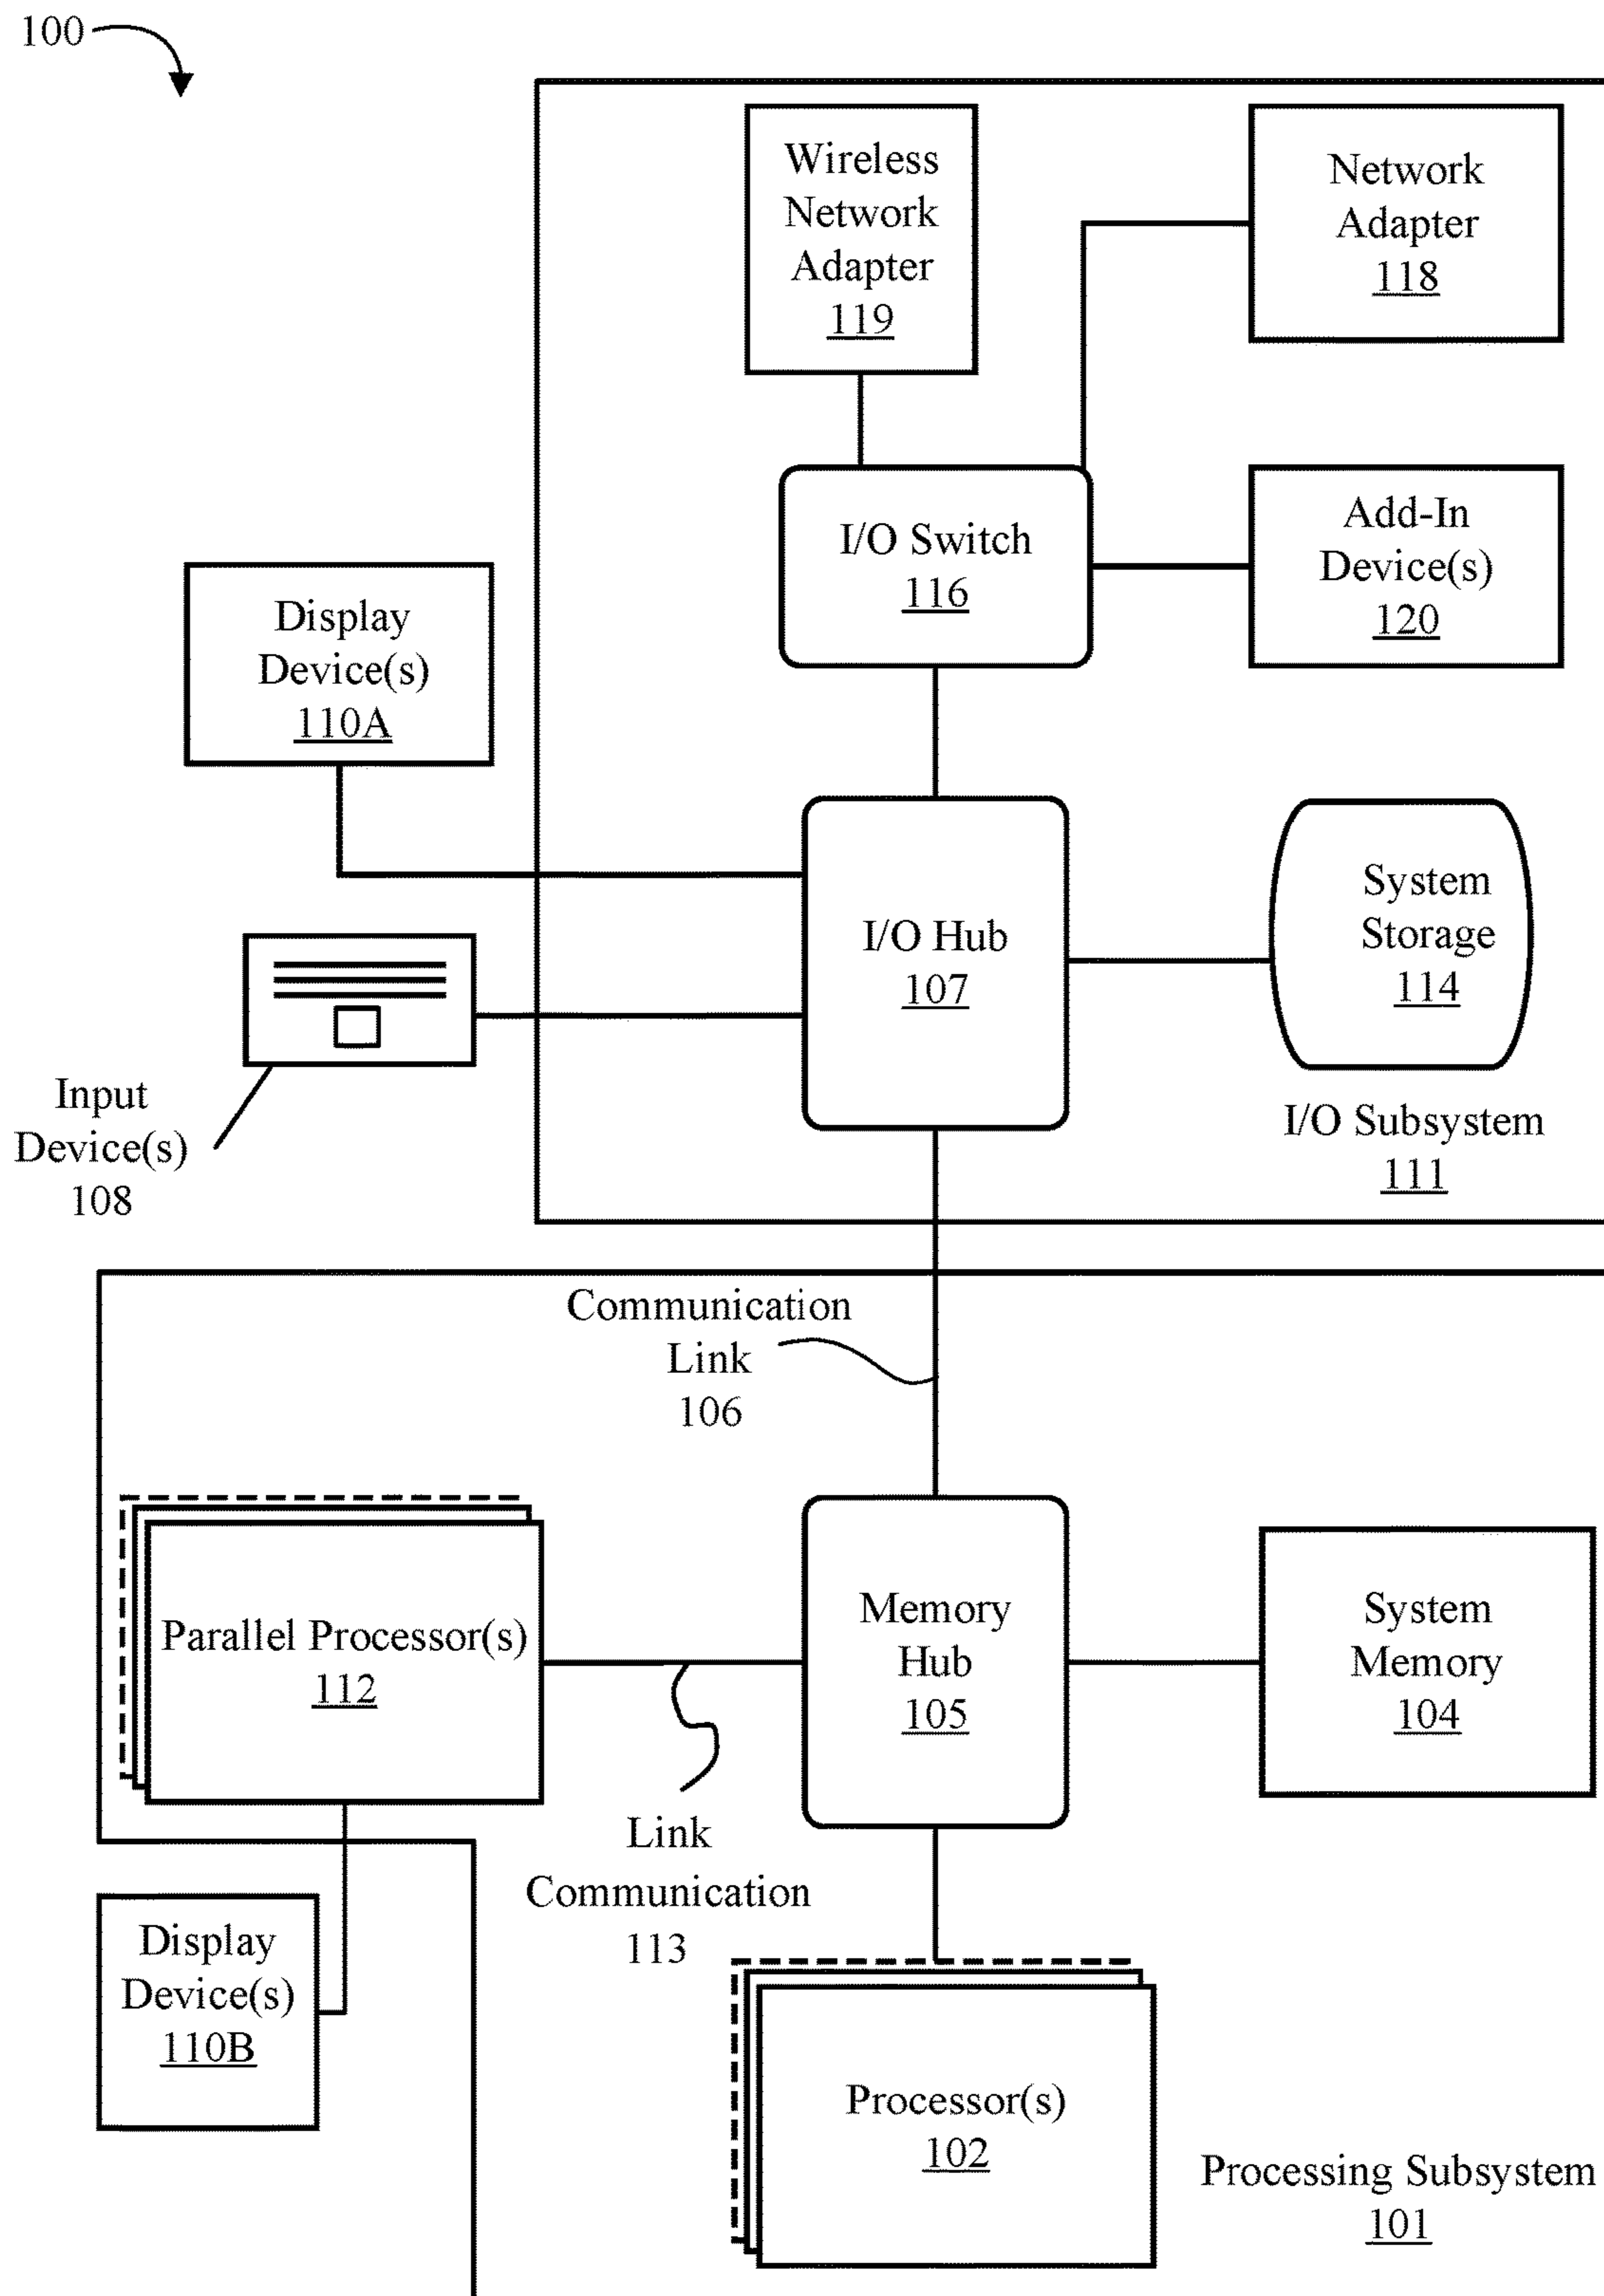 100
Wireless
Network
Adapter
119
Network
Adapter
118
I/O Switch
116
Add-In
Device(s)
120
Display
Device(s)
110A
I/O Hub
107
System
Storage
114
Input
Device(s)
108
I/O Subsystem
111
Communication
Link
106
Parallel Processor(s)
112
Memory
Hub
105
System
Memory
104
Link
Communication
113
Display
Device(s)
110B
Processor(s)
102
Processing Subsystem
101